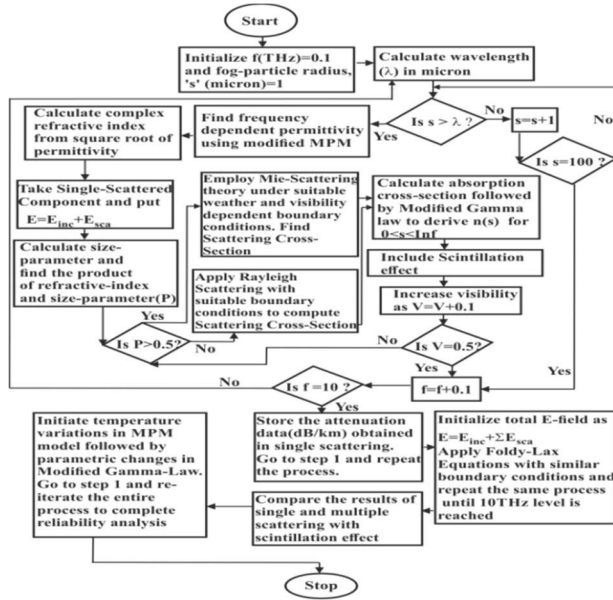 Start
Initialize f(THz)=0.1
and fog-particle radius,
's' (micron)=1
Calculate wavelength
(λ) in micron
No
Calculate complex
refractive index
from square root of
permittivity
Find frequency
dependent permittivity
using modified MPM
Yes
Is s > λ ?
No
s=s+1
Is s=100 ?
Take Single-Scattered
Component and put
E=Einc+Esca
Employ Mie-Scattering
theory under suitable
weather and visibility
dependent boundary
conditions. Find
Scattering Cross-
Section
Calculate absorption
cross-section followed
by Modified Gamma
law to derive n(s) for
0<s<Inf
Yes
Calculate size-
parameter and
find the product
of refractive-index
and size-parameter(P)
Include Scintillation
effect
Apply Rayleigh
Scattering with
suitable boundary
conditions to compute
Scattering Cross-Section
Increase visibility
as V=V+0.1
Yes
Is P>0.5?
No
No
Is V=0.5?
Yes
Yes
No
Is f =10 ?
f=f+0.1
Yes
Initiate temperature
variations in MPM
model followed by
parametric changes in
Modified Gamma-Law.
Go to step 1 and re-
iterate the entire
process to complete
reliability analysis
Store the attenuation
data(dB/km) obtained
in single scattering.
Go to step 1 and repeat
the process.
Initialize total E-field as
E=Einc+ΣEsca
Apply Foldy-Lax
Equations with similar
boundary conditions and
repeat the same process
until 10THz level is
reached
Compare the results of
single and multiple
scattering with
scintillation effect
Stop